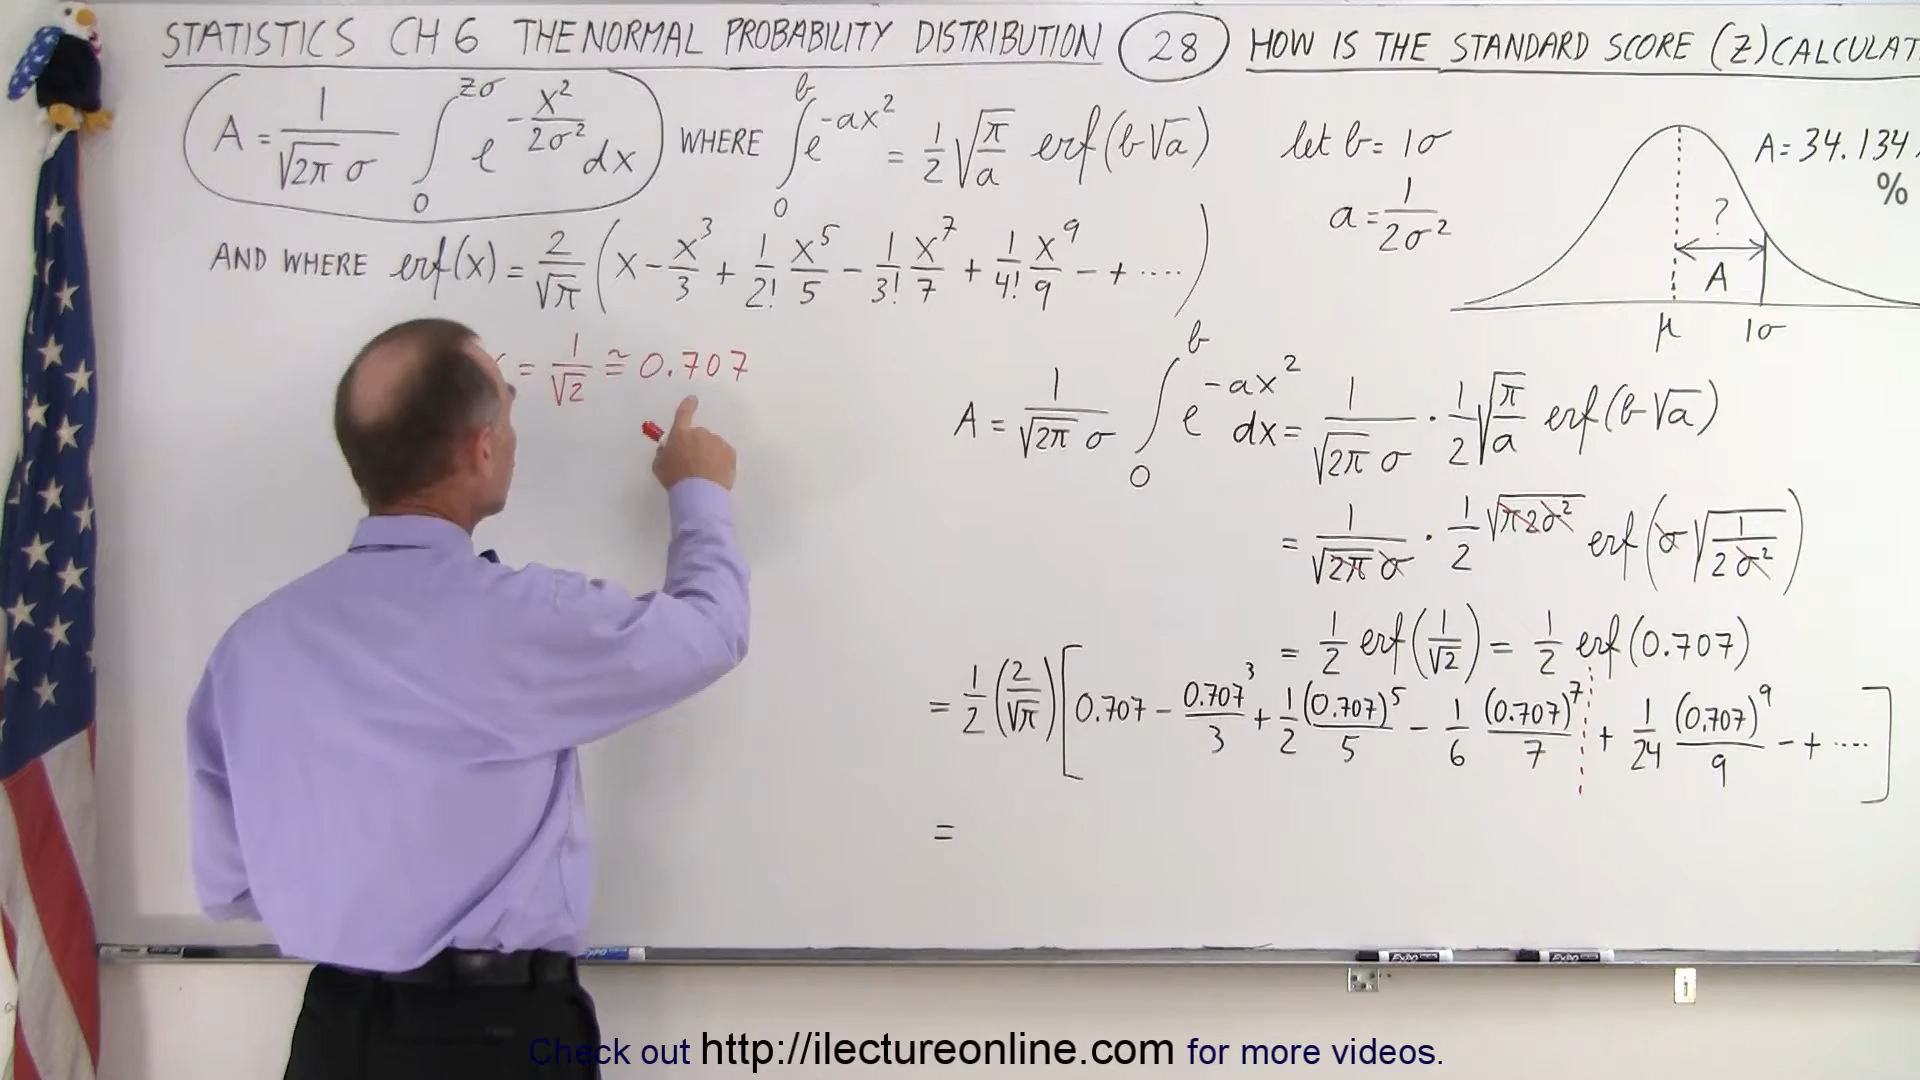 STATISTICS CH 6 THE NORMAL PROBABILITY DISTRIBUTION (28) HOW IS THE STANDARD SCORE (Z) CALCULAT
A = 1/(√2π σ) ∫₀^(zσ) e^(-x²/2σ²) dx WHERE ∫₀^b e^(-ax²) = 1/2 √(π/a) erf(b√a)
let b = 1σ
a = 1/2σ²
A = 34.134
%
?
A
μ 1σ
AND WHERE erf(x) = 2/√π (x - x³/3 + 1/2! x⁵/5 - 1/3! x⁷/7 + 1/4! x⁹/9 - + ....)
= 1/√2 ≅ 0.707
A = 1/(√2π σ) ∫₀^b e^(-ax²) dx = 1/(√2π σ) · 1/2 √(π/a) erf(b√a)
= 1/(√2π σ) · 1/2 √(π2σ²) erf(σ√(1/2σ²))
= 1/2 erf(1/√2) = 1/2 erf(0.707)
= 1/2 (2/√π) [0.707 - 0.707³/3 + 1/2 (0.707)⁵/5 - 1/6 (0.707)⁷/7 + 1/24 (0.707)⁹/9 - + ....]
=
Check out http://ilectureonline.com for more videos.